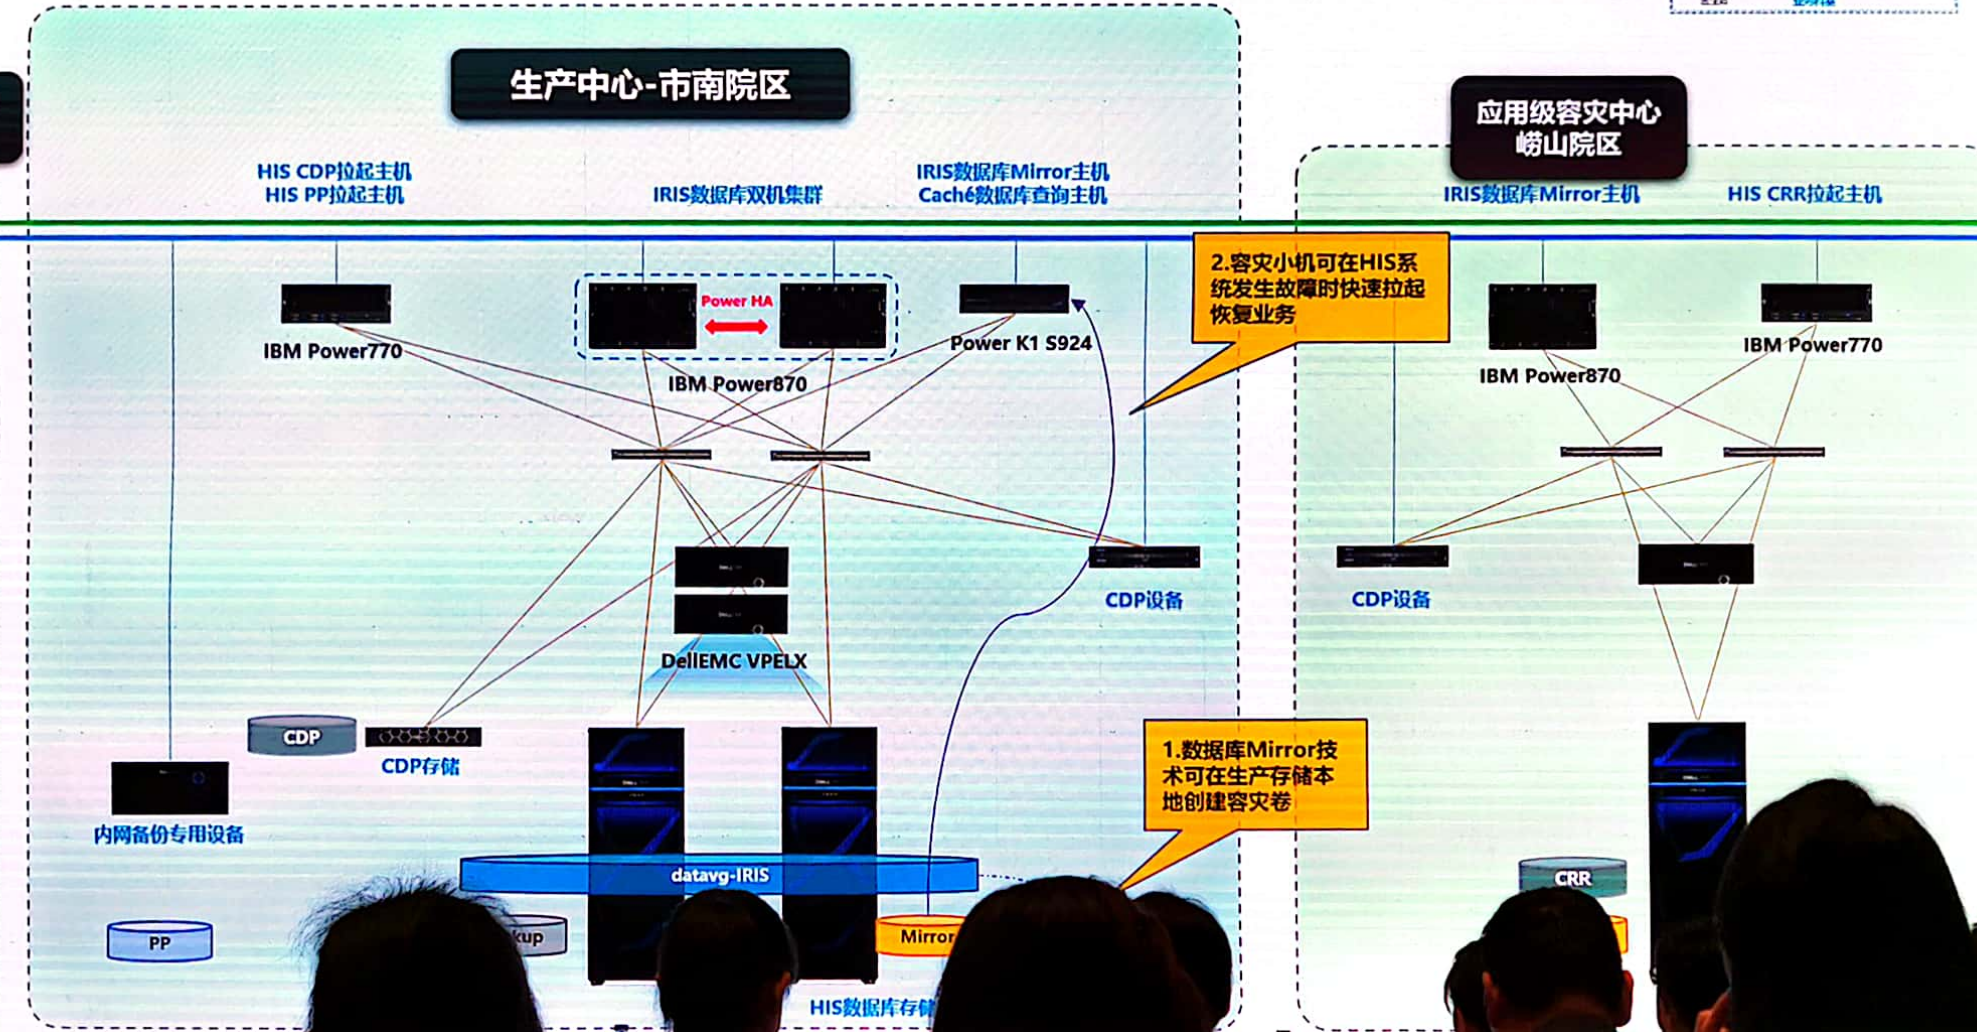 生产中心-市南院区
应用级容灾中心
崂山院区
HIS CDP拉起主机
HIS PP拉起主机
IRIS数据库双机集群
IRIS数据库Mirror主机
Caché数据库查询主机
IRIS数据库Mirror主机
HIS CRR拉起主机
2.容灾小机可在HIS系
统发生故障时快速拉起
恢复业务
Power HA
IBM Power770
IBM Power870
Power K1 S924
IBM Power870
IBM Power770
CDP设备
CDP设备
DellEMC VPELX
CDP
CDP存储
1.数据库Mirror技
术可在生产存储本
地创建容灾卷
内网备份专用设备
datavg-IRIS
CRR
PP
kup
Mirror
HIS数据库存储